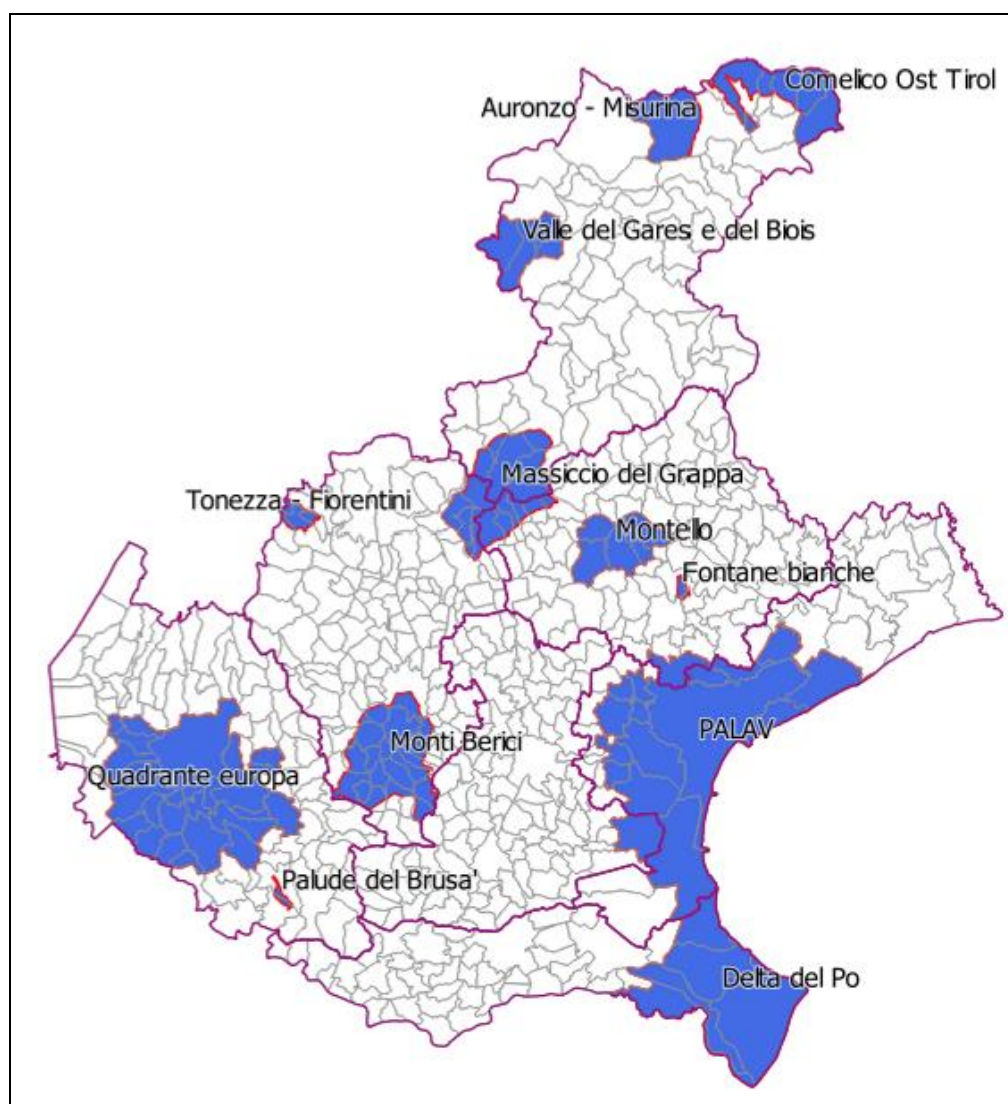 Comelico Ost Tirol
Auronzo - Misurina
Valle del Gares e del Biois
Massiccio del Grappa
Tonezza - Fiorentini
Montello
Fontane bianche
PALAV
Monti Berici
Quadrante europa
Palude del Brusa'
Delta del Po